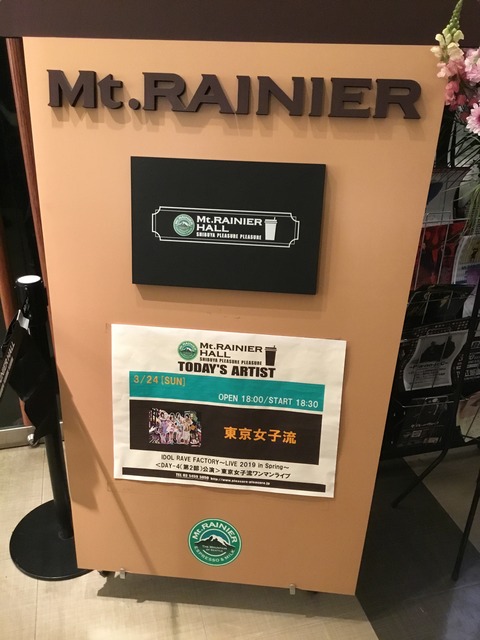 Mt.RAINIER
Mt.RAINIER
HALL
SHIBUYA PLEASURE PLEASURE
Mt.RAINIER
HALL
SHIBUYA PLEASURE PLEASURE
TODAY'S ARTIST
3/24 [SUN]
OPEN 18:00/START 18:30
東京女子流
IDOL RAVE FACTORY~LIVE 2019 in Spring~
<DAY-4(第2部)公演>東京女子流ワンマンライブ
Mt.RAINIER
ESPRESSO & MILK